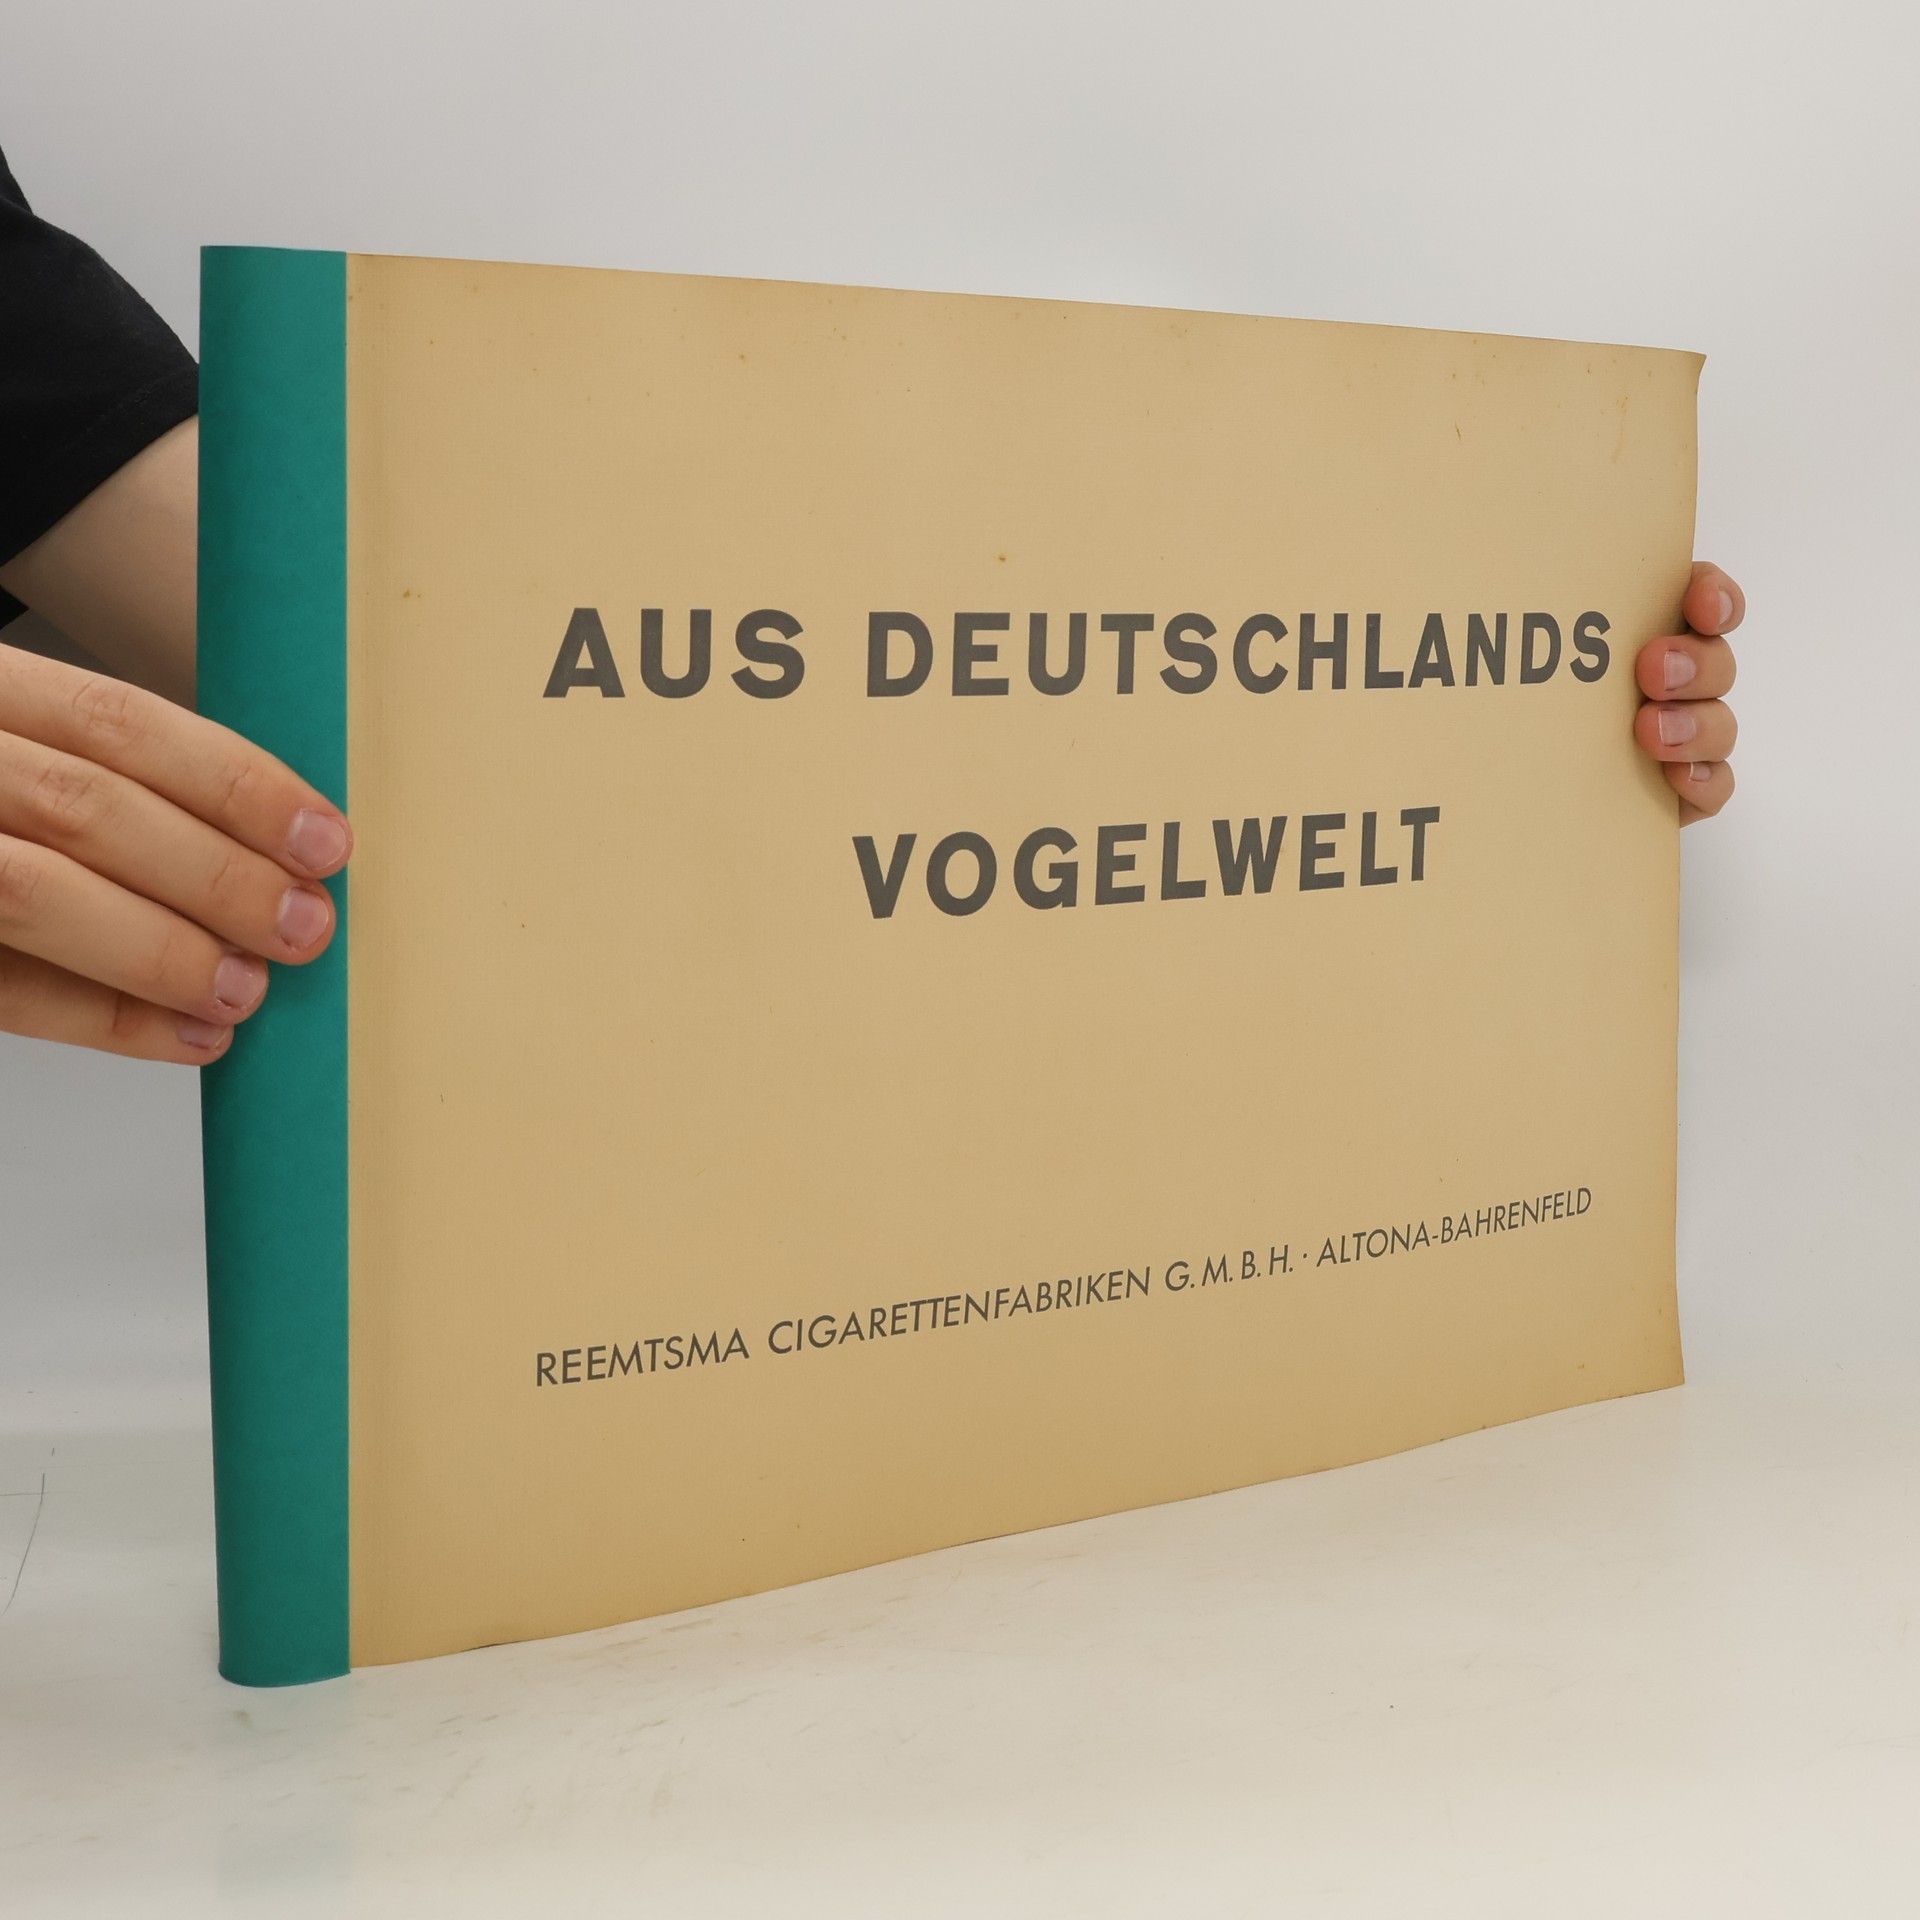 AUS DEUTSCHLANDS
VOGELWELT
REEMTSMA CIGARETTENFABRIKEN G.M.B.H. · ALTONA-BAHRENFELD